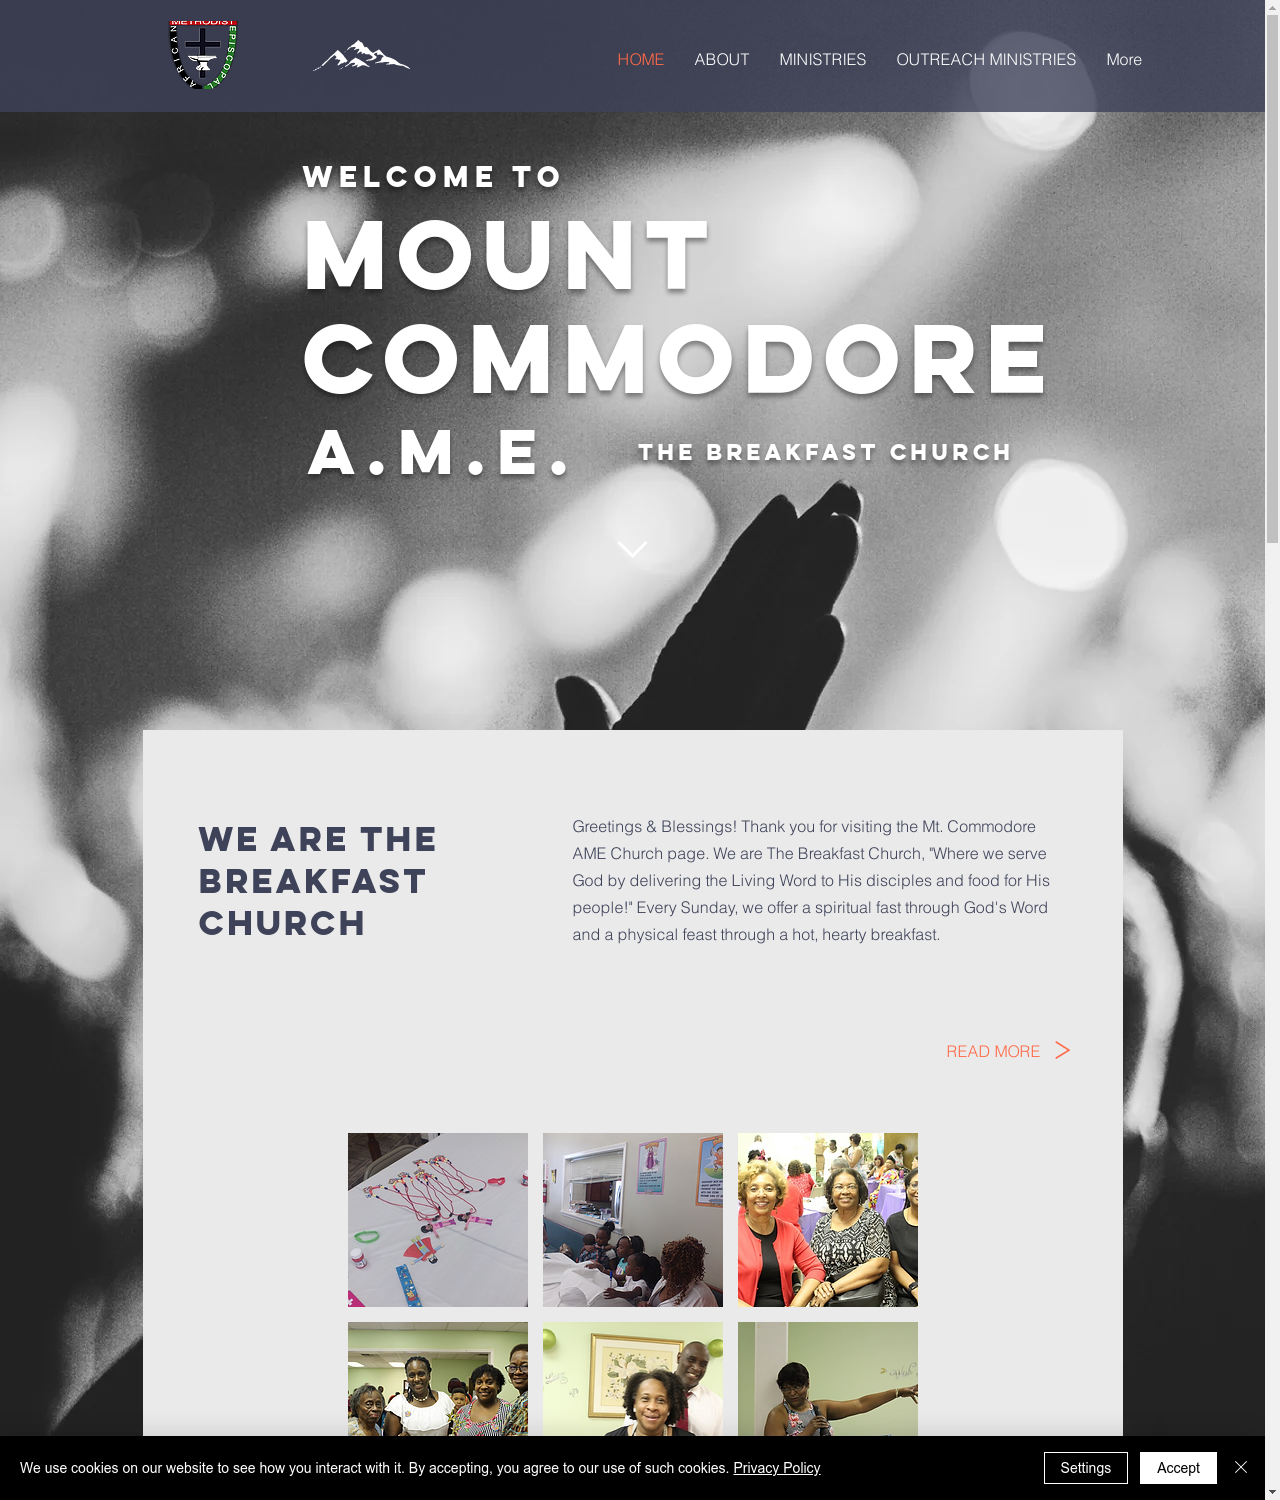 METHODIST
AFRICAN
EPISCOPAL
HOME
ABOUT
MINISTRIES
OUTREACH MINISTRIES
More
WELCOME TO
MOUNT
COMMODORE
A.M.E.
THE BREAKFAST CHURCH
WE ARE THE
BREAKFAST
CHURCH
Greetings & Blessings! Thank you for visiting the Mt. Commodore
AME Church page. We are The Breakfast Church, "Where we serve
God by delivering the Living Word to His disciples and food for His
people!" Every Sunday, we offer a spiritual fast through God's Word
and a physical feast through a hot, hearty breakfast.
READ MORE
We use cookies on our website to see how you interact with it. By accepting, you agree to our use of such cookies. Privacy Policy
Settings
Accept